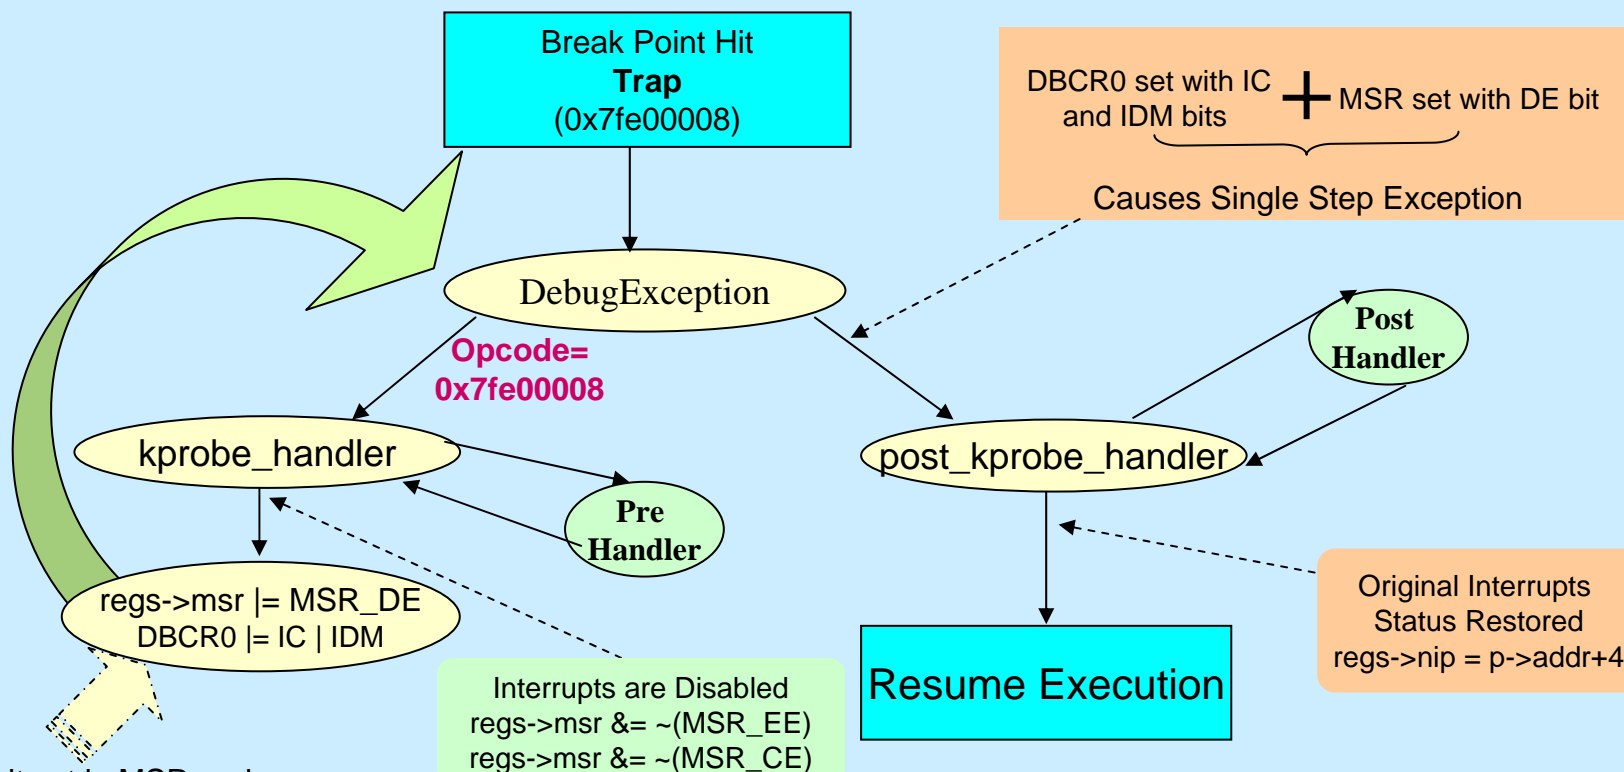 Break Point Hit
Trap
(0x7fe00008)
DBCR0 set with IC
and IDM bits
+
MSR set with DE bit
Causes Single Step Exception
DebugException
Opcode=
0x7fe00008
Post
Handler
kprobe_handler
post_kprobe_handler
Pre
Handler
regs->msr |= MSR_DE
DBCR0 |= IC | IDM
Original Interrupts
Status Restored
regs->nip = p->addr+4
Resume Execution
Interrupts are Disabled
regs->msr &= ~(MSR_EE)
regs->msr &= ~(MSR_CE)